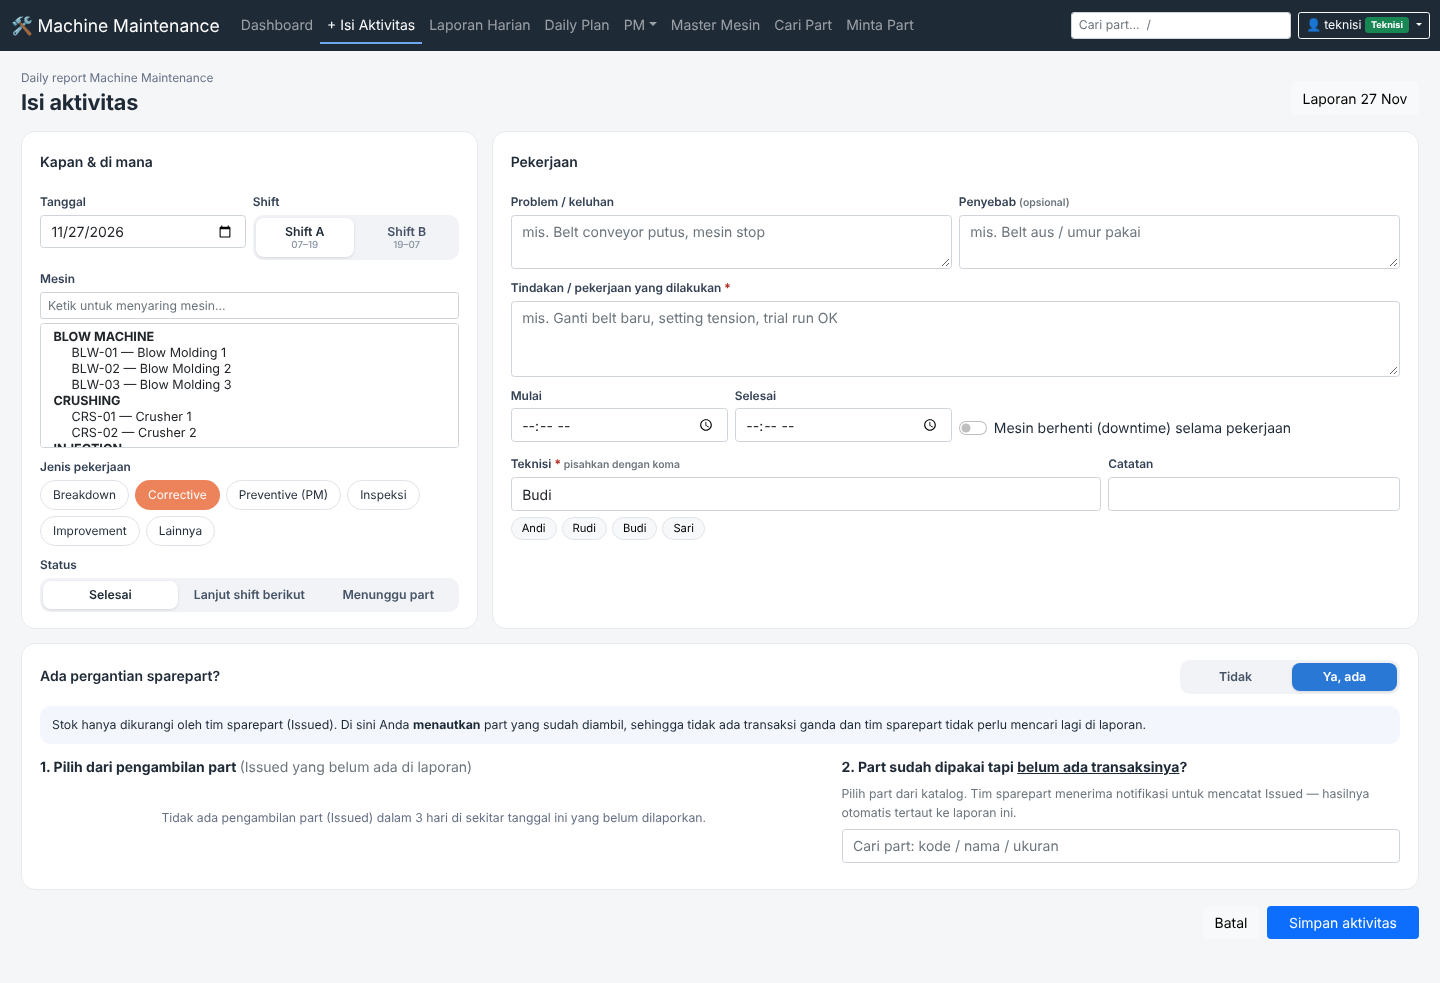 🛠️ Machine Maintenance Dashboard + Isi Aktivitas Laporan Harian Daily Plan PM Master Mesin Cari Part Minta Part Cari part... / 👤 teknisi Teknisi
Daily report Machine Maintenance
Isi aktivitas
Laporan 27 Nov
Kapan & di mana
Tanggal
Shift
11/27/2026
Shift A
07–19
Shift B
19–07
Mesin
Ketik untuk menyaring mesin...
BLOW MACHINE
BLW-01 — Blow Molding 1
BLW-02 — Blow Molding 2
BLW-03 — Blow Molding 3
CRUSHING
CRS-01 — Crusher 1
CRS-02 — Crusher 2
INJECTION
Jenis pekerjaan
Breakdown Corrective Preventive (PM) Inspeksi
Improvement Lainnya
Status
Selesai Lanjut shift berikut Menunggu part
Pekerjaan
Problem / keluhan
mis. Belt conveyor putus, mesin stop
Penyebab (opsional)
mis. Belt aus / umur pakai
Tindakan / pekerjaan yang dilakukan *
mis. Ganti belt baru, setting tension, trial run OK
Mulai
--:-- --
Selesai
--:-- --
Mesin berhenti (downtime) selama pekerjaan
Teknisi * pisahkan dengan koma
Budi
Andi Rudi Budi Sari
Catatan
Ada pergantian sparepart?
Tidak Ya, ada
Stok hanya dikurangi oleh tim sparepart (Issued). Di sini Anda menautkan part yang sudah diambil, sehingga tidak ada transaksi ganda dan tim sparepart tidak perlu mencari lagi di laporan.
1. Pilih dari pengambilan part (Issued yang belum ada di laporan)
Tidak ada pengambilan part (Issued) dalam 3 hari di sekitar tanggal ini yang belum dilaporkan.
2. Part sudah dipakai tapi belum ada transaksinya?
Pilih part dari katalog. Tim sparepart menerima notifikasi untuk mencatat Issued — hasilnya
otomatis tertaut ke laporan ini.
Cari part: kode / nama / ukuran
Batal Simpan aktivitas